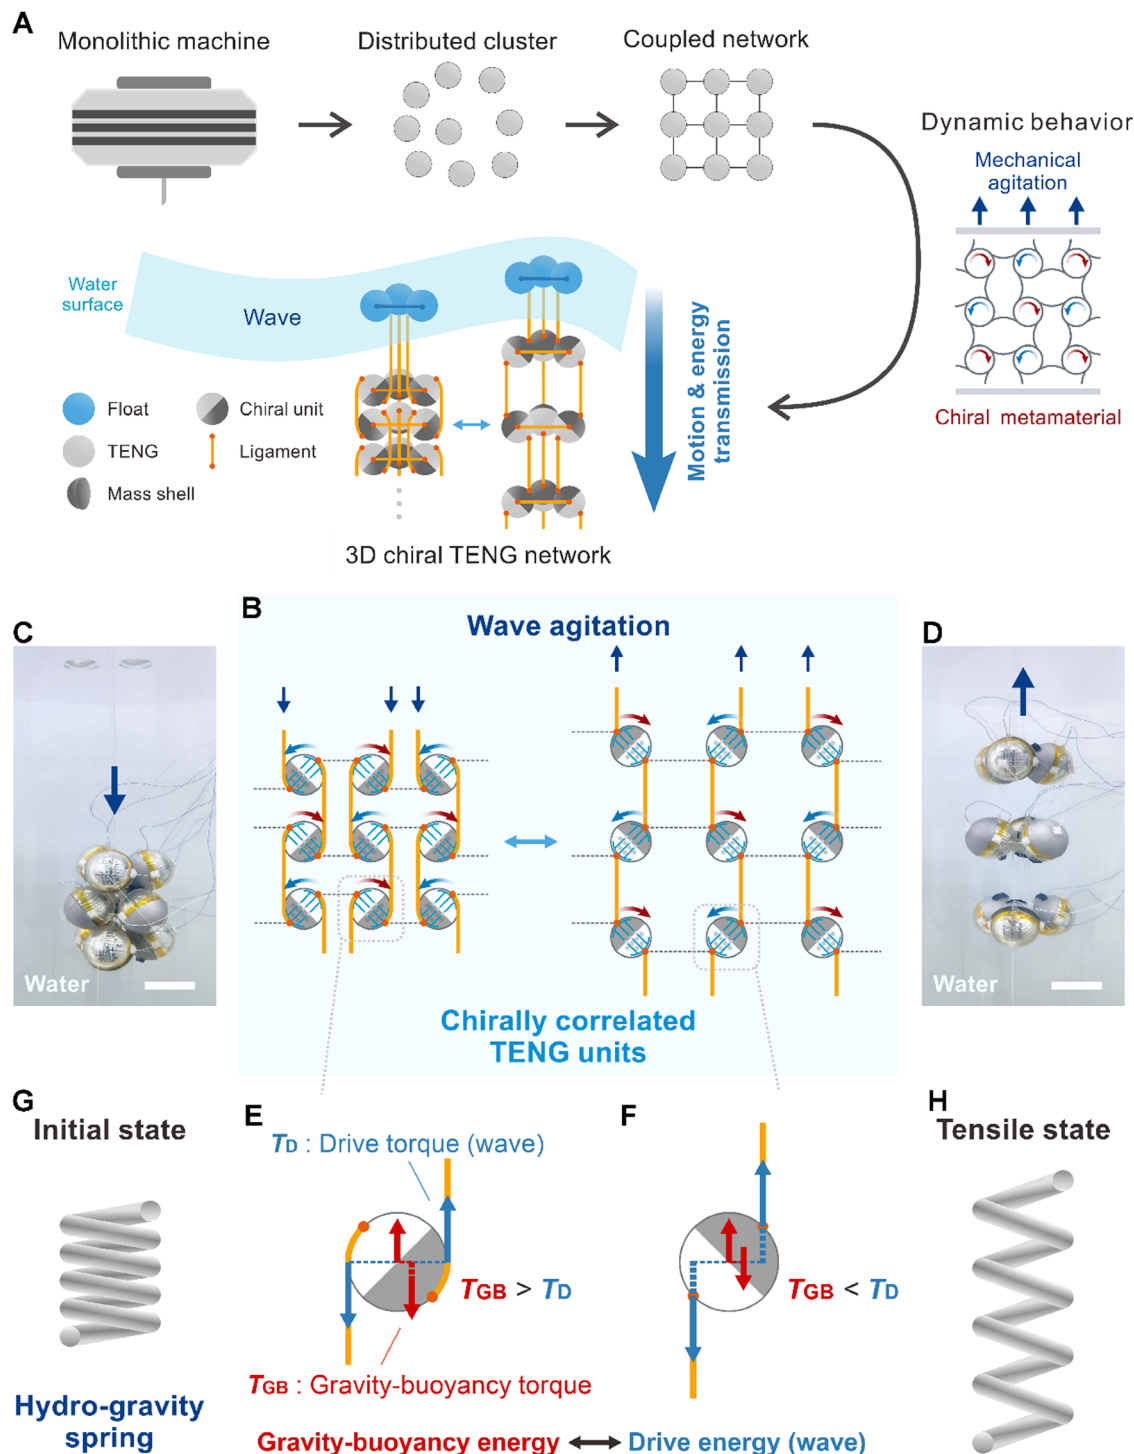 A
Monolithic machine
Distributed cluster
Coupled network
Dynamic behavior
Mechanical
agitation
Chiral metamaterial
Water
surface
Wave
Motion & energy
transmission
Float
Chiral unit
TENG
Ligament
Mass shell
3D chiral TENG network
B
Wave agitation
Chirally correlated
TENG units
C
Water
D
Water
G
Initial state
Hydro-gravity
spring
E
TD : Drive torque (wave)
TGB > TD
TGB : Gravity-buoyancy torque
F
TGB < TD
Gravity-buoyancy energy
Drive energy (wave)
H
Tensile state